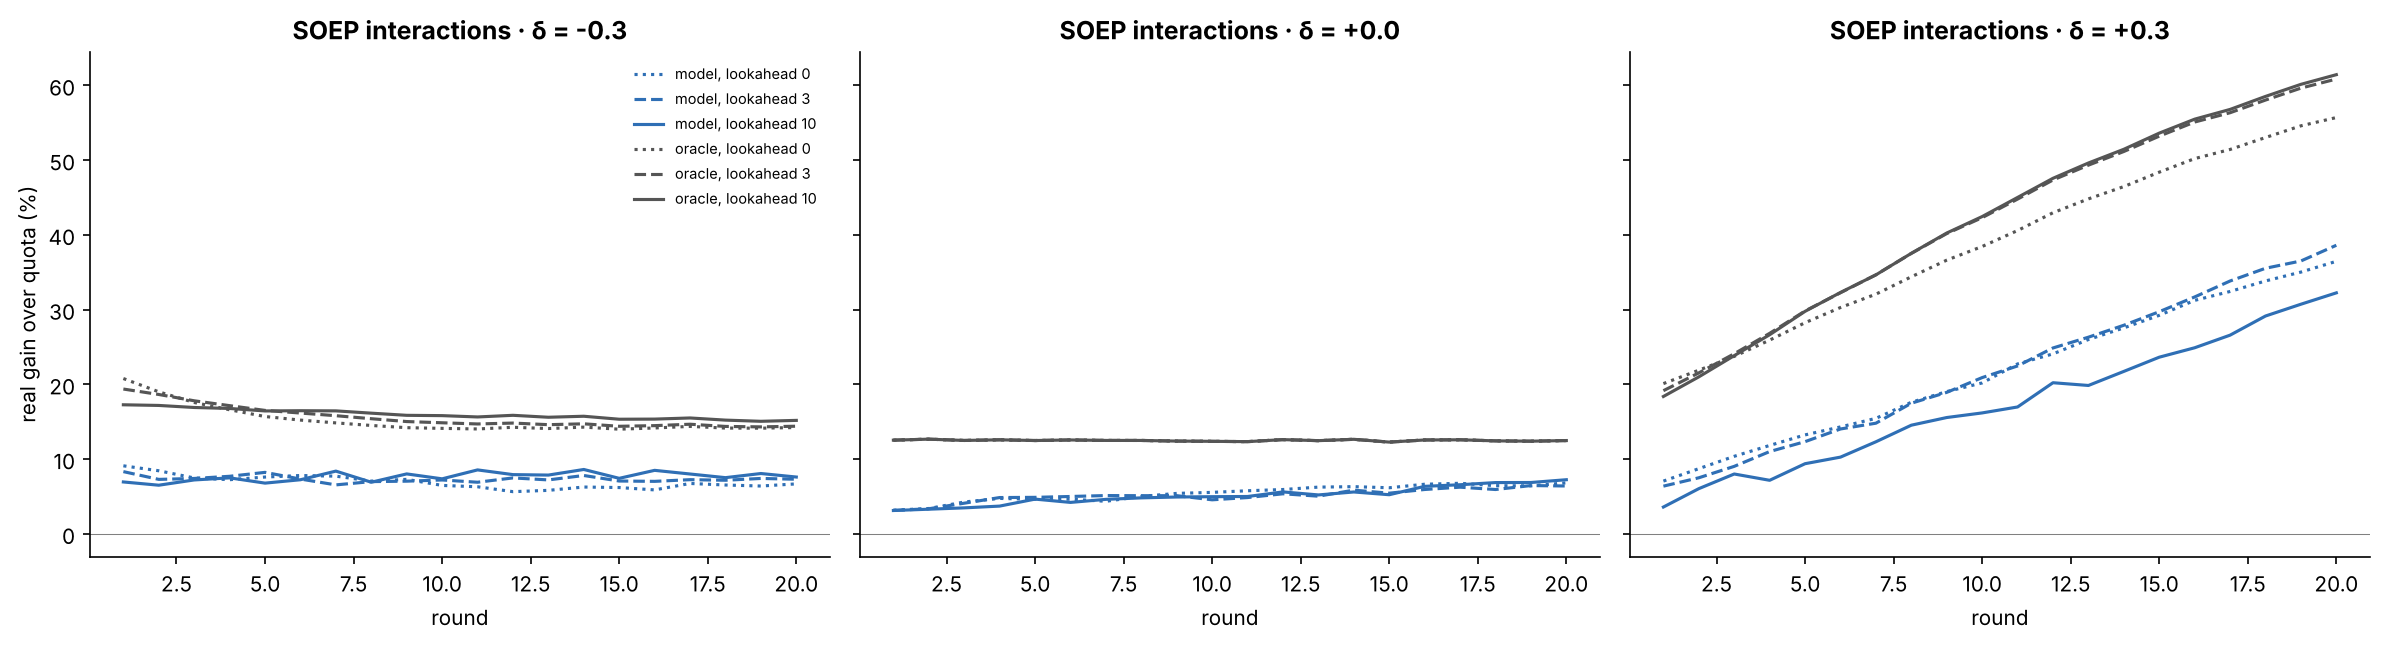 SOEP interactions · δ = -0.3
SOEP interactions · δ = +0.0
SOEP interactions · δ = +0.3
real gain over quota (%)
60
50
40
30
20
10
0
model, lookahead 0
model, lookahead 3
model, lookahead 10
oracle, lookahead 0
oracle, lookahead 3
oracle, lookahead 10
2.5 5.0 7.5 10.0 12.5 15.0 17.5 20.0
2.5 5.0 7.5 10.0 12.5 15.0 17.5 20.0
2.5 5.0 7.5 10.0 12.5 15.0 17.5 20.0
round
round
round